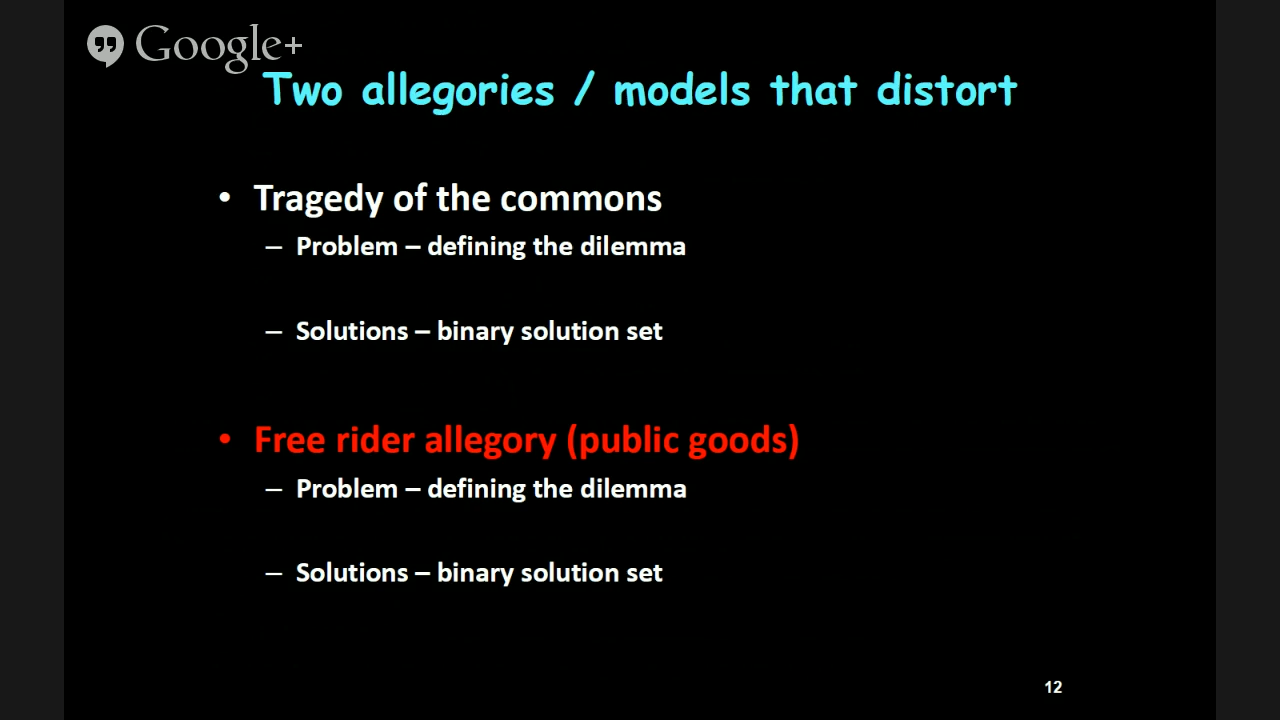 Google+
Two allegories / models that distort
• Tragedy of the commons
– Problem – defining the dilemma
– Solutions – binary solution set
• Free rider allegory (public goods)
– Problem – defining the dilemma
– Solutions – binary solution set
12